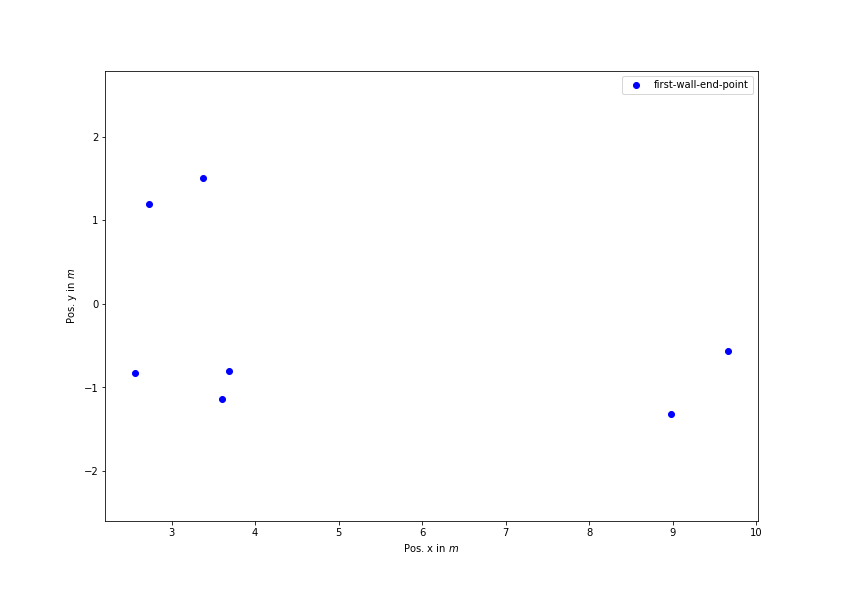 first-wall-end-point
2
1
0
−1
−2
Pos. y in m
3 4 5 6 7 8 9 10
Pos. x in m